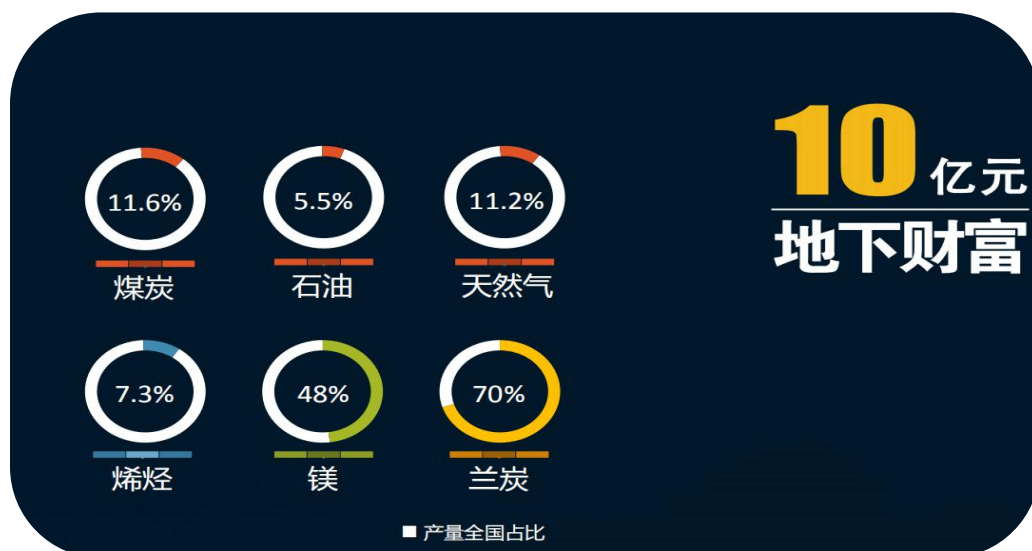 11.6%
5.5%
11.2%
煤炭
石油
天然气
7.3%
48%
70%
烯烃
镁
兰炭
产量全国占比
10亿元
地下财富